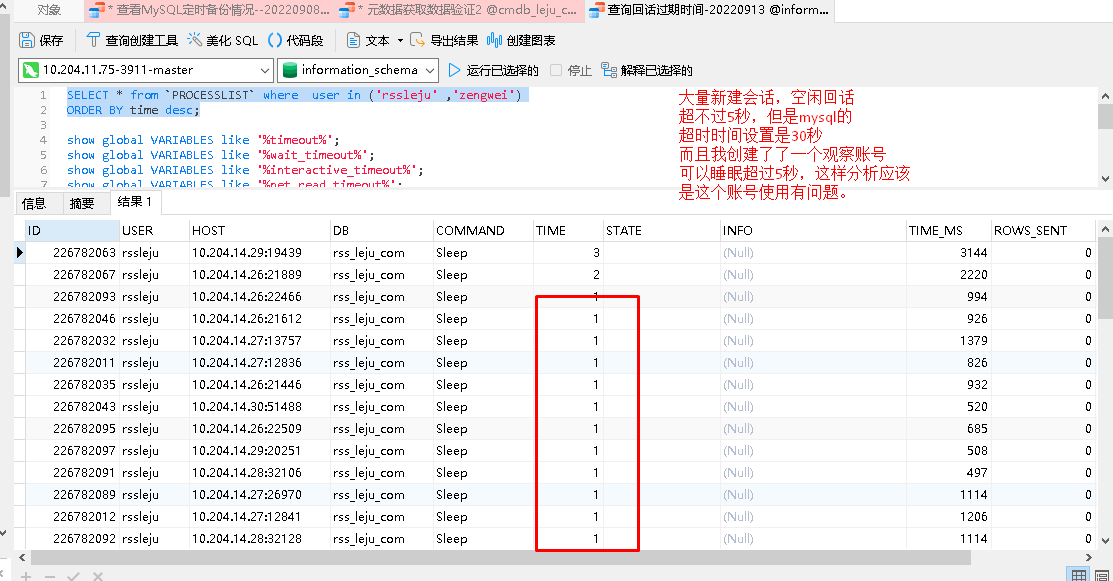 对象
* 查看MySQL定时备份情况--20220908...
* 元数据获取数据验证2 @cmdb_leju_c...
查询回话过期时间-20220913 @inform...
保存 查询创建工具 美化 SQL () 代码段 文本 导出结果 创建图表
10.204.11.75-3911-master information_schema 运行已选择的 停止 解释已选择的
1 SELECT * from `PROCESSLIST` where user in ('rssleju' ,'zengwei')
2 ORDER BY time desc;
3
4 show global VARIABLES like '%timeout%';
5 show global VARIABLES like '%wait_timeout%';
6 show global VARIABLES like '%interactive_timeout%';
7 show global VARIABLES like '%net_read_timeout%';
大量新建会话，空闲回话
超不过5秒，但是mysql的
超时时间设置是30秒
而且我创建了了一个观察账号
可以睡眠超过5秒，这样分析应该
是这个账号使用有问题。
信息 摘要 结果 1
ID USER HOST DB COMMAND TIME STATE INFO TIME_MS ROWS_SENT
226782063 rssleju 10.204.14.29:19439 rss_leju_com Sleep 3 (Null) 3144 0
226782067 rssleju 10.204.14.26:21889 rss_leju_com Sleep 2 (Null) 2220 0
226782093 rssleju 10.204.14.26:22466 rss_leju_com Sleep 1 (Null) 994 0
226782046 rssleju 10.204.14.26:21612 rss_leju_com Sleep 1 (Null) 926 0
226782032 rssleju 10.204.14.27:13757 rss_leju_com Sleep 1 (Null) 1379 0
226782011 rssleju 10.204.14.27:12836 rss_leju_com Sleep 1 (Null) 826 0
226782035 rssleju 10.204.14.26:21446 rss_leju_com Sleep 1 (Null) 932 0
226782043 rssleju 10.204.14.30:51488 rss_leju_com Sleep 1 (Null) 520 0
226782095 rssleju 10.204.14.26:22509 rss_leju_com Sleep 1 (Null) 685 0
226782097 rssleju 10.204.14.29:20251 rss_leju_com Sleep 1 (Null) 508 0
226782091 rssleju 10.204.14.28:32106 rss_leju_com Sleep 1 (Null) 497 0
226782089 rssleju 10.204.14.27:26970 rss_leju_com Sleep 1 (Null) 1114 0
226782012 rssleju 10.204.14.27:12841 rss_leju_com Sleep 1 (Null) 1206 0
226782092 rssleju 10.204.14.28:32128 rss_leju_com Sleep 1 (Null) 1114 0